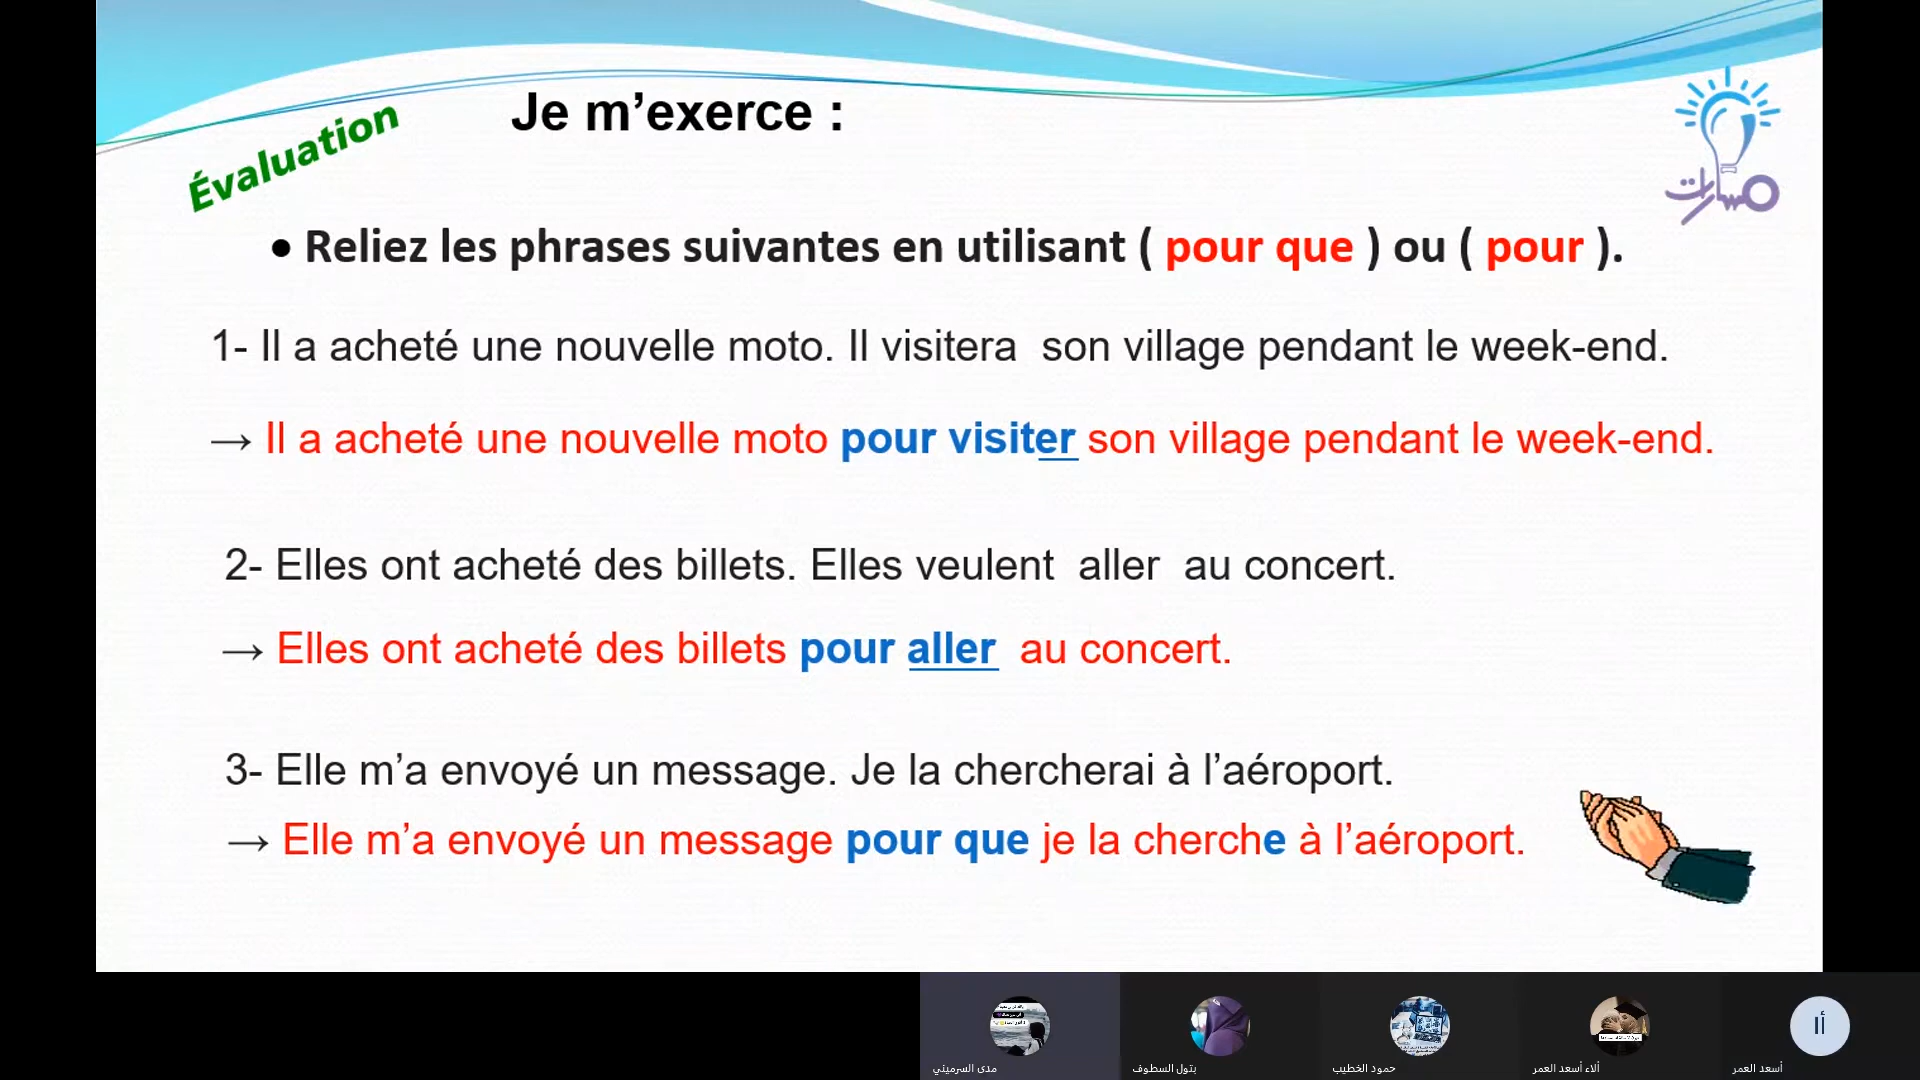 Évaluation
Je m’exerce :
مسارات
• Reliez les phrases suivantes en utilisant ( pour que ) ou ( pour ).
1- Il a acheté une nouvelle moto. Il visitera son village pendant le week-end.
→ Il a acheté une nouvelle moto pour visiter son village pendant le week-end.
2- Elles ont acheté des billets. Elles veulent aller au concert.
→ Elles ont acheté des billets pour aller au concert.
3- Elle m’a envoyé un message. Je la chercherai à l’aéroport.
→ Elle m’a envoyé un message pour que je la cherche à l’aéroport.
أا
مدى السرميني
بتول السطوف
حمود الخطيب
ألاء أسعد العمر
أسعد العمر